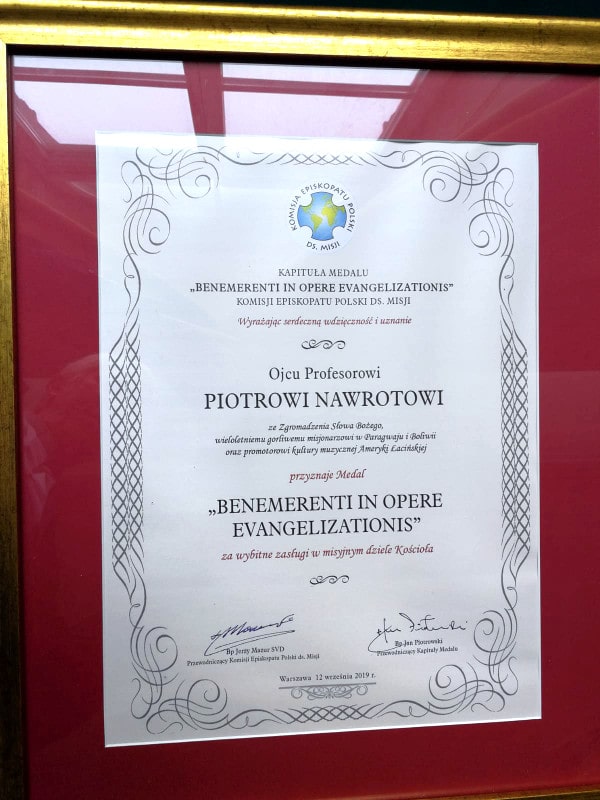 KOMISJA EPISKOPATU POLSKI
DS. MISJI
KAPITUŁA MEDALU
„BENEMERENTI IN OPERE EVANGELIZATIONIS”
KOMISJI EPISKOPATU POLSKI DS. MISJI
Wyrażając serdeczną wdzięczność i uznanie
Ojcu Profesorowi
PIOTROWI NAWROTOWI
ze Zgromadzenia Słowa Bożego,
wieloletniemu gorliwemu misjonarzowi w Paragwaju i Boliwii
oraz promotorowi kultury muzycznej Ameryki Łacińskiej
przyznaje Medal
„BENEMERENTI IN OPERE
EVANGELIZATIONIS”
za wybitne zasługi w misyjnym dziele Kościoła
Bp Jerzy Mazur SVD
Przewodniczący Komisji Episkopatu Polski ds. Misji
Bp Jan Piotrowski
Przewodniczący Kapituły Medalu
Warszawa 12 września 2019 r.